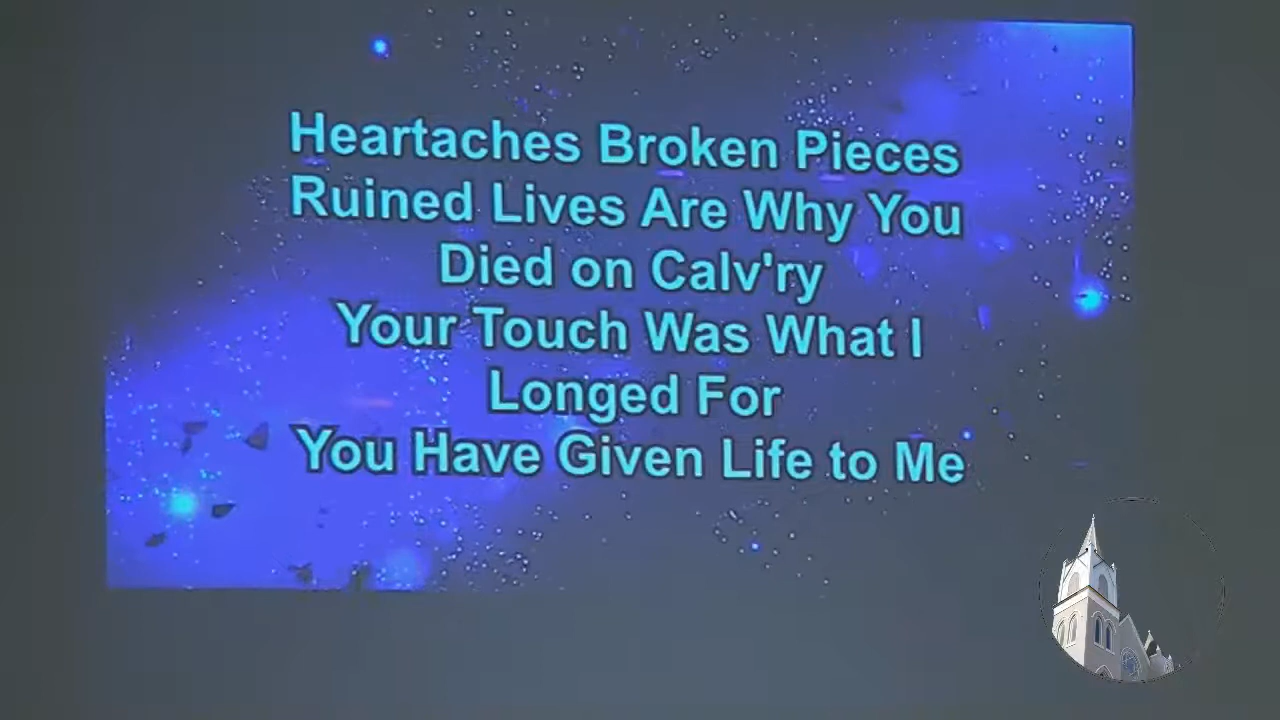 Heartaches Broken Pieces
Ruined Lives Are Why You
Died on Calv'ry
Your Touch Was What I
Longed For
You Have Given Life to Me